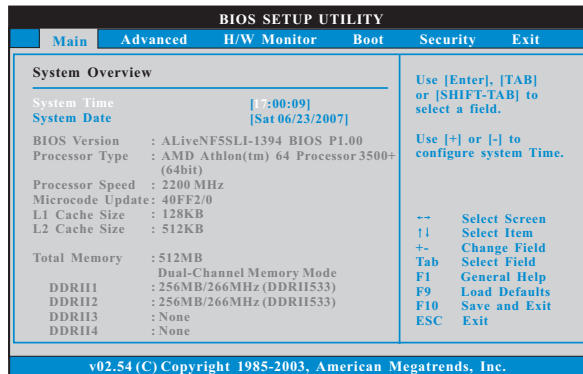 BIOS SETUP UTILITY
Main Advanced H/W Monitor Boot Security Exit
System Overview
System Time [17:00:09]
System Date [Sat 06/23/2007]
BIOS Version : ALiveNF5SLI-1394 BIOS P1.00
Processor Type : AMD Athlon(tm) 64 Processor 3500+
(64bit)
Processor Speed : 2200 MHz
Microcode Update : 40FF2/0
L1 Cache Size : 128KB
L2 Cache Size : 512KB
Total Memory : 512MB
Dual-Channel Memory Mode
DDRII1 : 256MB/266MHz (DDRII533)
DDRII2 : 256MB/266MHz (DDRII533)
DDRII3 : None
DDRII4 : None
Use [Enter], [TAB]
or [SHIFT-TAB] to
select a field.
Use [+] or [-] to
configure system Time.
←→ Select Screen
↑↓ Select Item
+- Change Field
Tab Select Field
F1 General Help
F9 Load Defaults
F10 Save and Exit
ESC Exit
v02.54 (C) Copyright 1985-2003, American Megatrends, Inc.